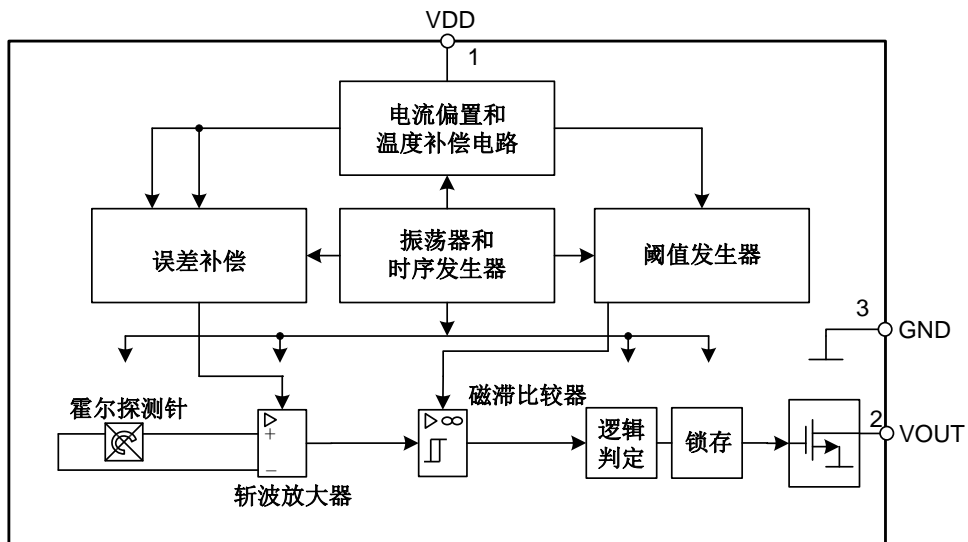 VDD
1
电流偏置和
温度补偿电路
误差补偿
振荡器和
时序发生器
阈值发生器
3
GND
霍尔探测针
磁滞比较器
+
−
∞
逻辑
判定
锁存
2
VOUT
斩波放大器